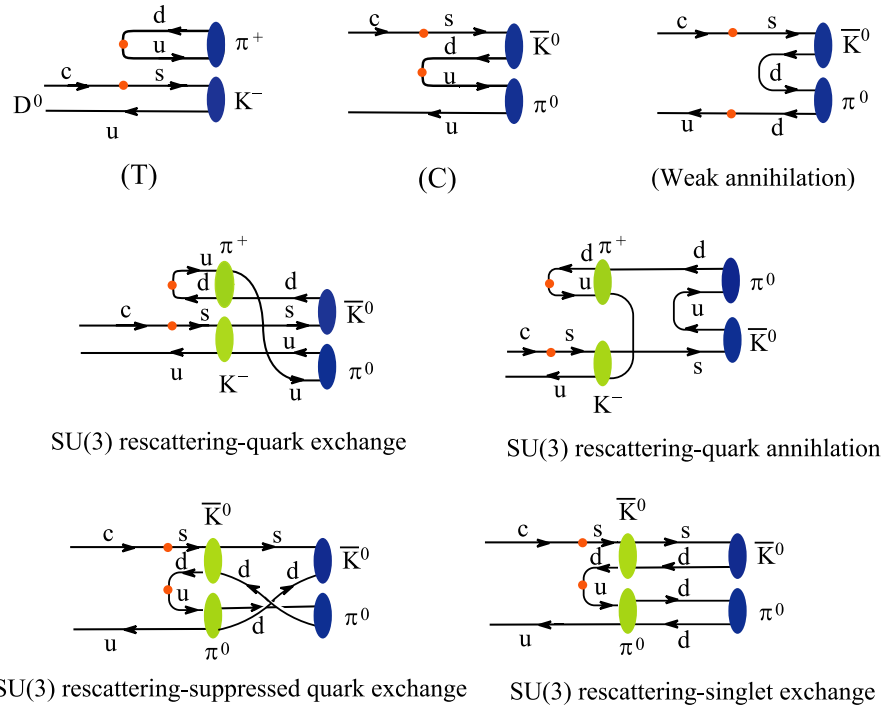 d
u
π+
c
s
D0
K−
u
(T)
c
s
d
K̅0
u
π0
u
(C)
s
K̅0
d
π0
u
d
(Weak annihilation)
π+
u
d
d
c
s
s
K̅0
u
u
K−
u
π0
SU(3) rescattering-quark exchange
π+
d
d
u
π0
u
c
s
K̅0
u
s
K−
SU(3) rescattering-quark annihlation
K̅0
c
s
s
K̅0
d
d
d
u
π0
u
d
π0
SU(3) rescattering-suppressed quark exchange
K̅0
c
s
s
K̅0
d
d
u
d
π0
u
d
π0
SU(3) rescattering-singlet exchange